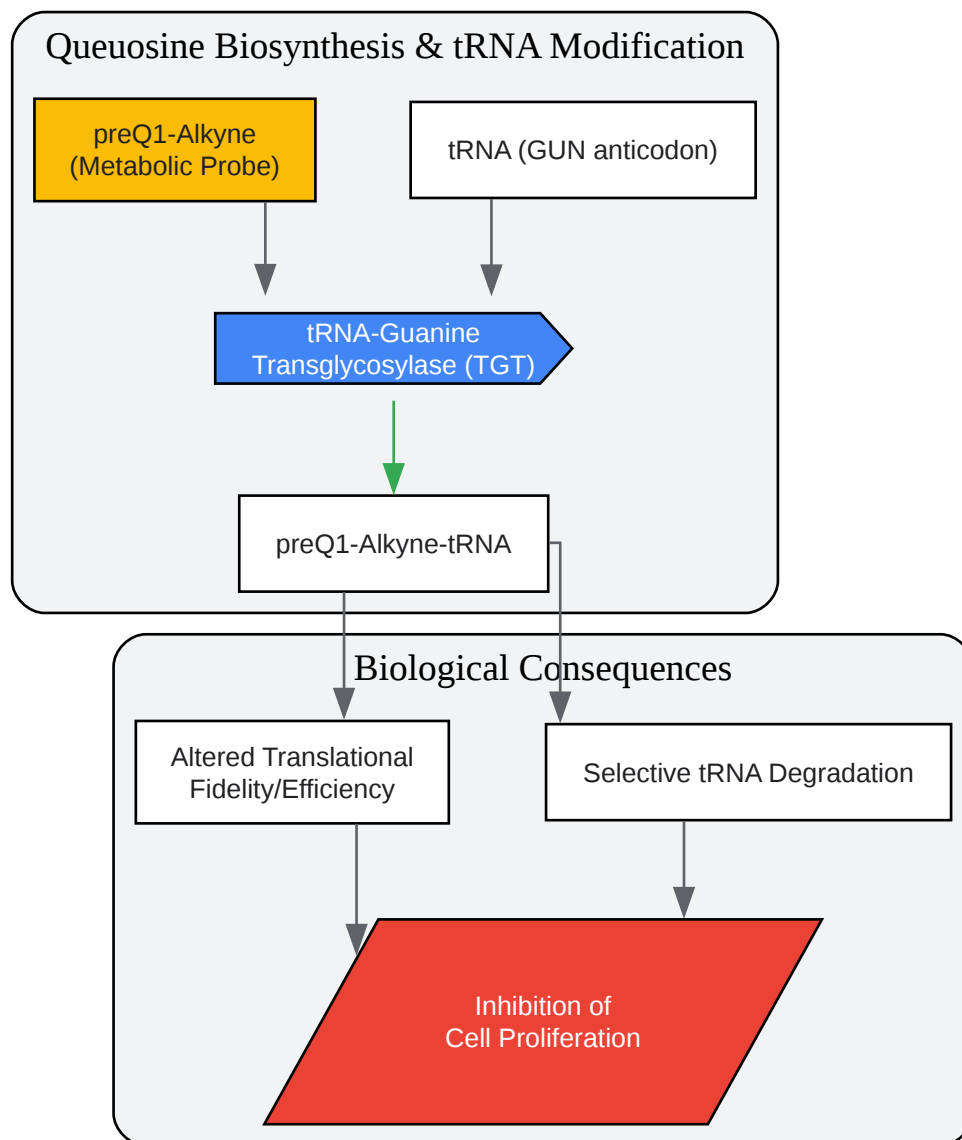 Queuosine Biosynthesis & tRNA Modification
preQ1-Alkyne
(Metabolic Probe)
tRNA (GUN anticodon)
tRNA-Guanine
Transglycosylase (TGT)
preQ1-Alkyne-tRNA
Biological Consequences
Altered Translational
Fidelity/Efficiency
Selective tRNA Degradation
Inhibition of
Cell Proliferation